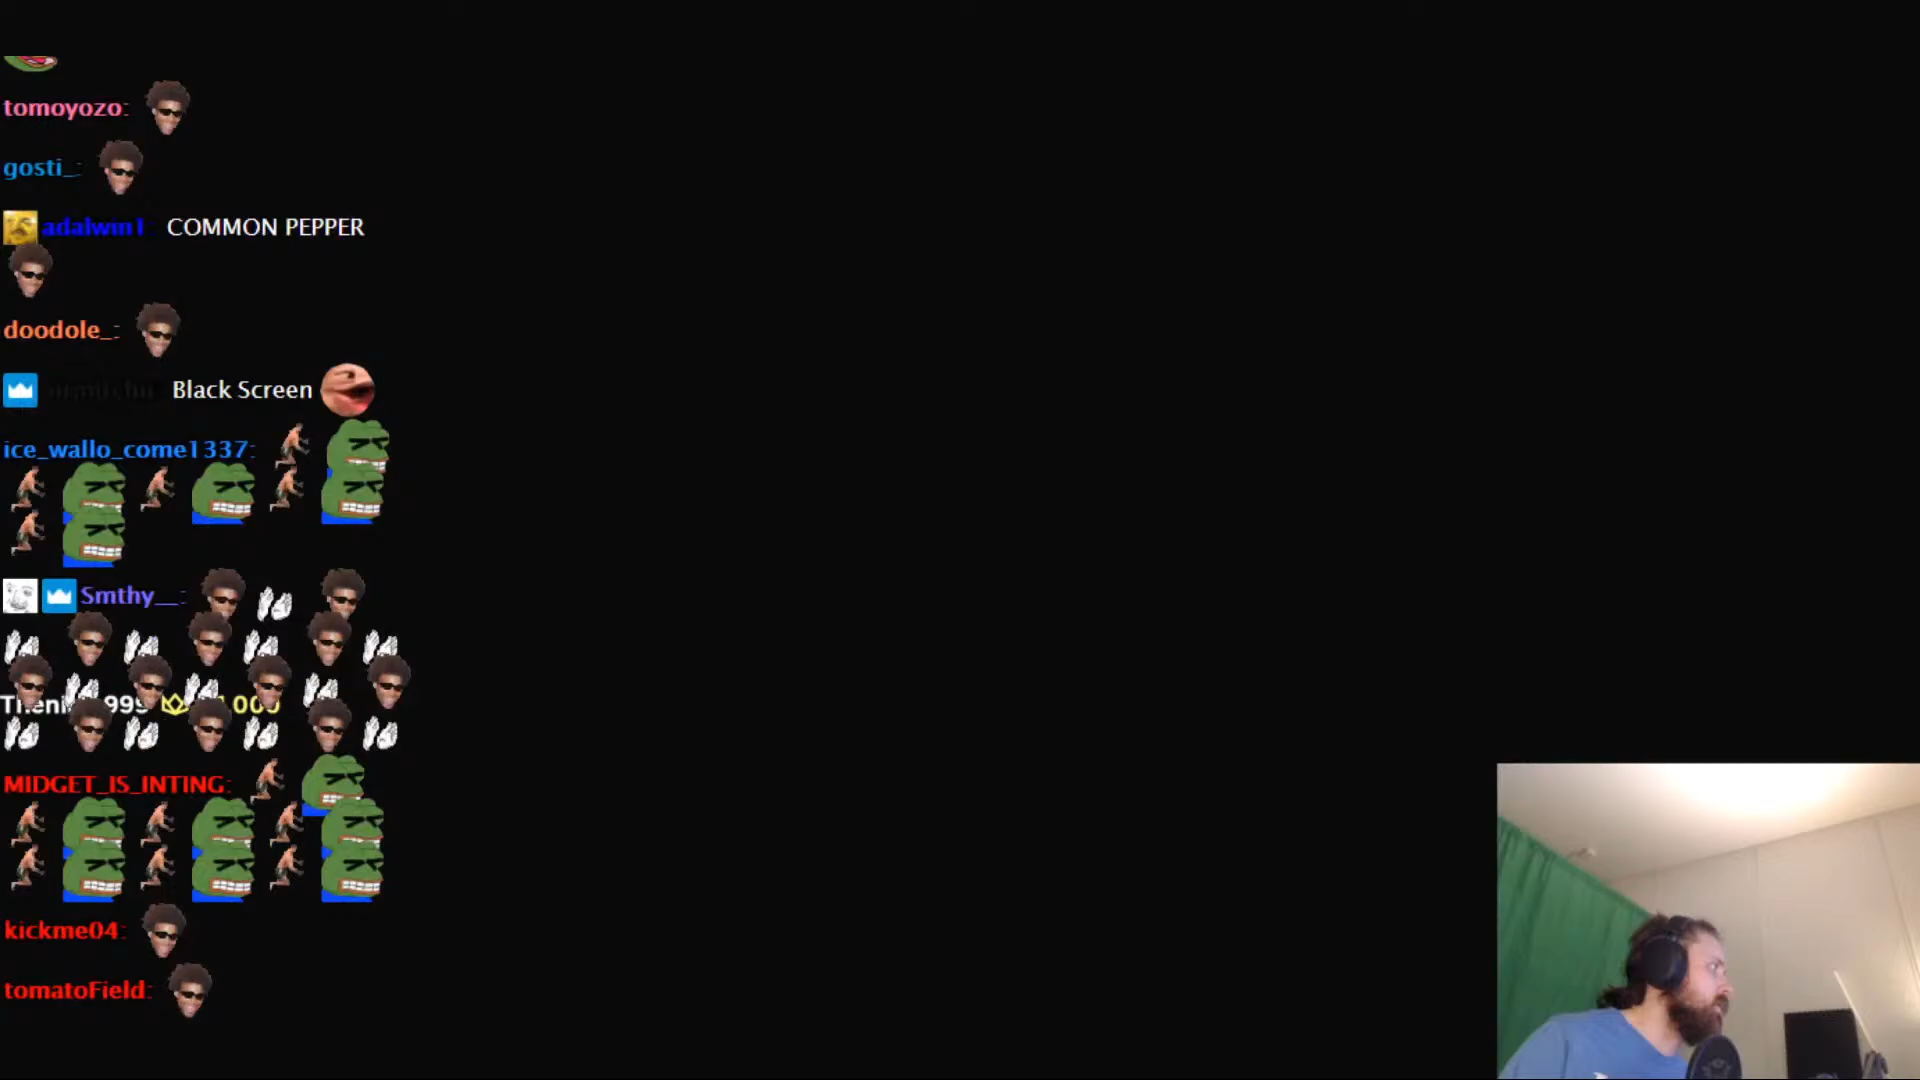 tomoyozo:
gosti_:
adalwin1 COMMON PEPPER
doodole_:
Black Screen
ice_wallo_come1337:
Smthy__:
MIDGET_IS_INTING:
kickme04:
tomatoField: